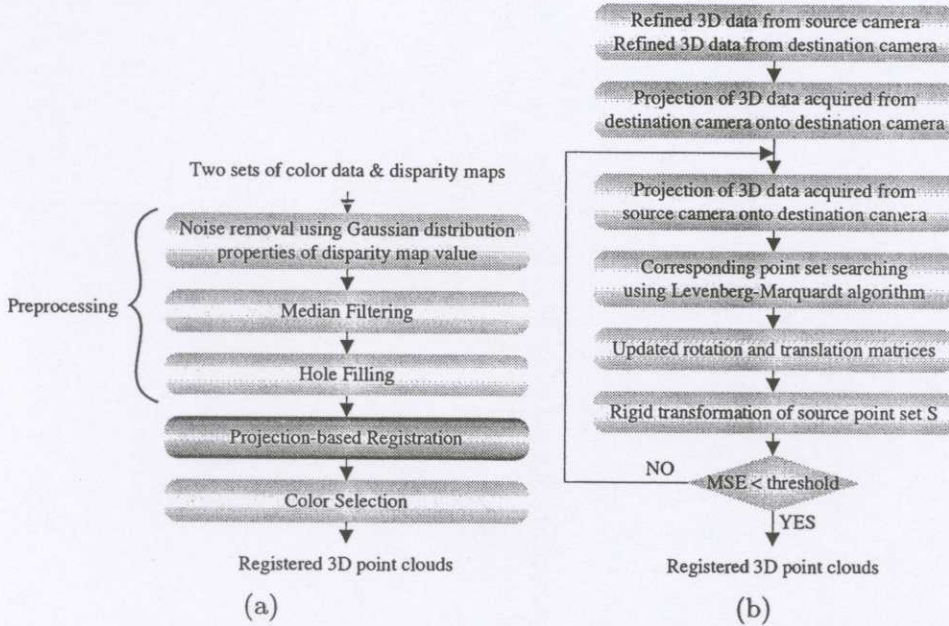 Two sets of color data & disparity maps
Noise removal using Gaussian distribution
properties of disparity map value
Preprocessing
Median Filtering
Hole Filling
Projection-based Registration
Color Selection
Registered 3D point clouds
(a)
Refined 3D data from source camera
Refined 3D data from destination camera
Projection of 3D data acquired from
destination camera onto destination camera
Projection of 3D data acquired from
source camera onto destination camera
Corresponding point set searching
using Levenberg-Marquardt algorithm
Updated rotation and translation matrices
Rigid transformation of source point set S
NO
MSE < threshold
YES
Registered 3D point clouds
(b)